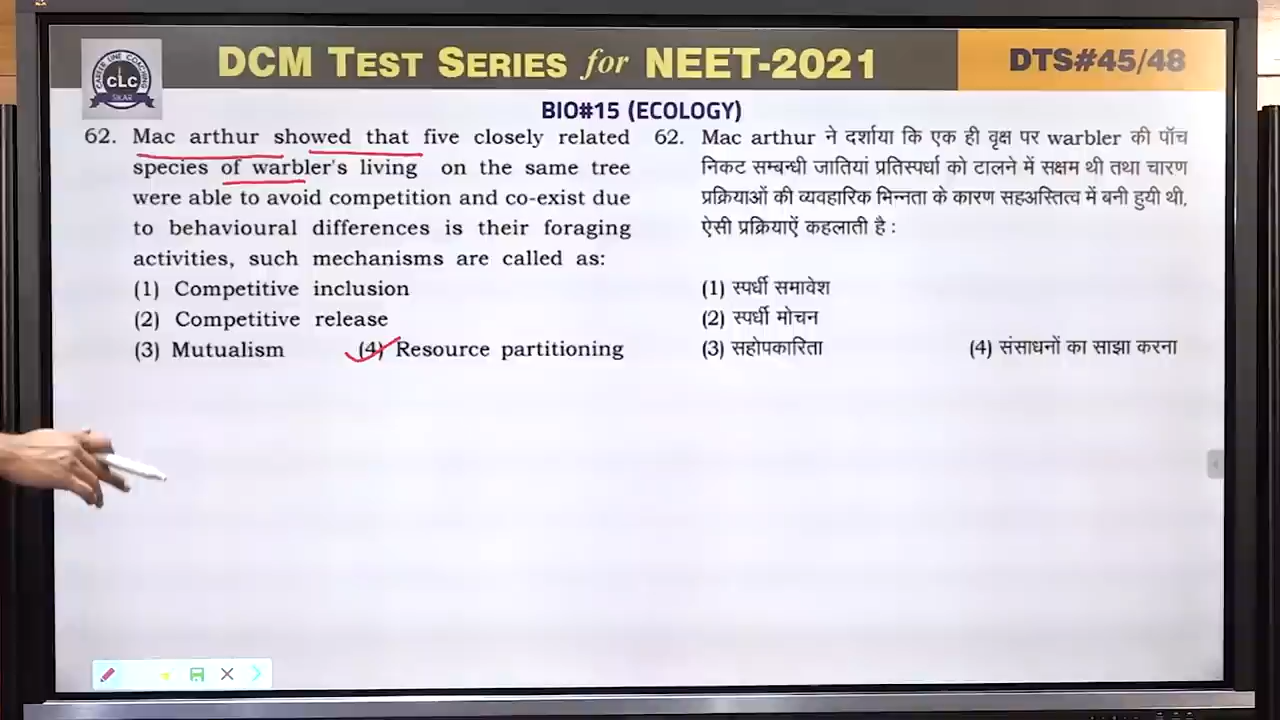 DCM TEST SERIES for NEET-2021
DTS#45/48
CAREER LINE COACHING
CLC
SIKAR
BIO#15 (ECOLOGY)
62. Mac arthur showed that five closely related
species of warbler's living on the same tree
were able to avoid competition and co-exist due
to behavioural differences is their foraging
activities, such mechanisms are called as:
(1) Competitive inclusion
(2) Competitive release
(3) Mutualism (4) Resource partitioning
62. Mac arthur ने दर्शाया कि एक ही वृक्ष पर warbler की पाँच
निकट सम्बन्धी जातियां प्रतिस्पर्धा को टालने में सक्षम थी तथा चारण
प्रक्रियाओं की व्यवहारिक भिन्नता के कारण सहअस्तित्व में बनी हुयी थी,
ऐसी प्रक्रियाऐं कहलाती है :
(1) स्पर्धी समावेश
(2) स्पर्धी मोचन
(3) सहोपकारिता (4) संसाधनों का साझा करना